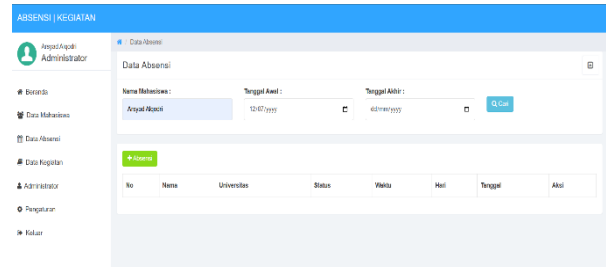 ABSENSI | KEGIATAN
Arsyad Alqodri
Administrator
Beranda
Data Mahasiswa
Data Absensi
Data Kegiatan
Administrator
Pengaturan
Keluar
/ Data Absensi
Data Absensi
Nama Mahasiswa : Tanggal Awal : Tanggal Akhir :
Arsyad Alqodri 12/07/yyyy dd/mm/yyyy Cari
+Absensi
No Nama Universitas Status Waktu Hari Tanggal Aksi